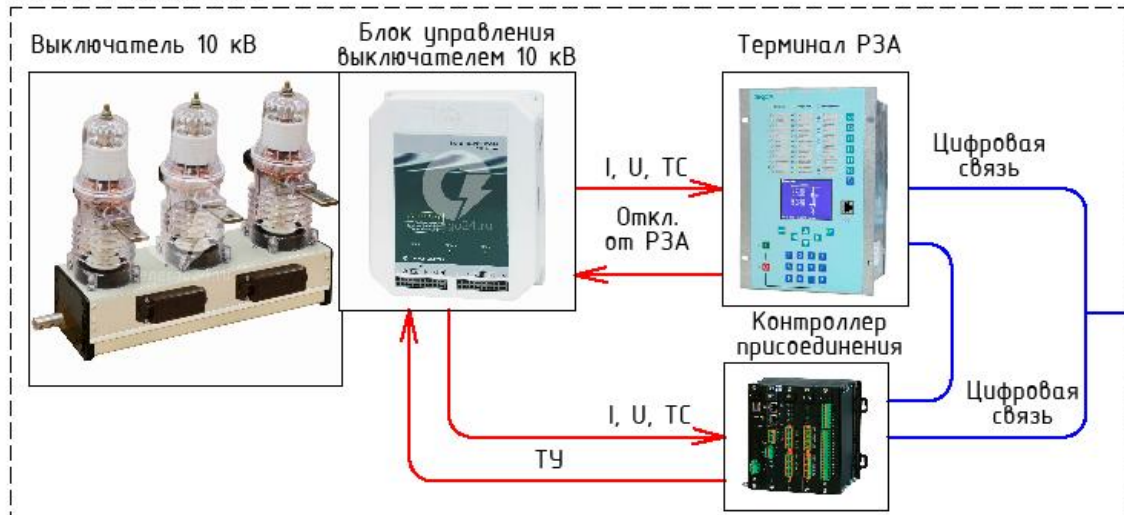 Выключатель 10 кВ
Блок управления
выключателем 10 кВ
Терминал РЗА
I, U, ТС
Откл.
от РЗА
Цифровая
связь
Контроллер
присоединения
I, U, ТС
ТУ
Цифровая
связь